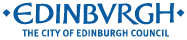 ·EDINBVRGH·
THE CITY OF EDINBURGH COUNCIL